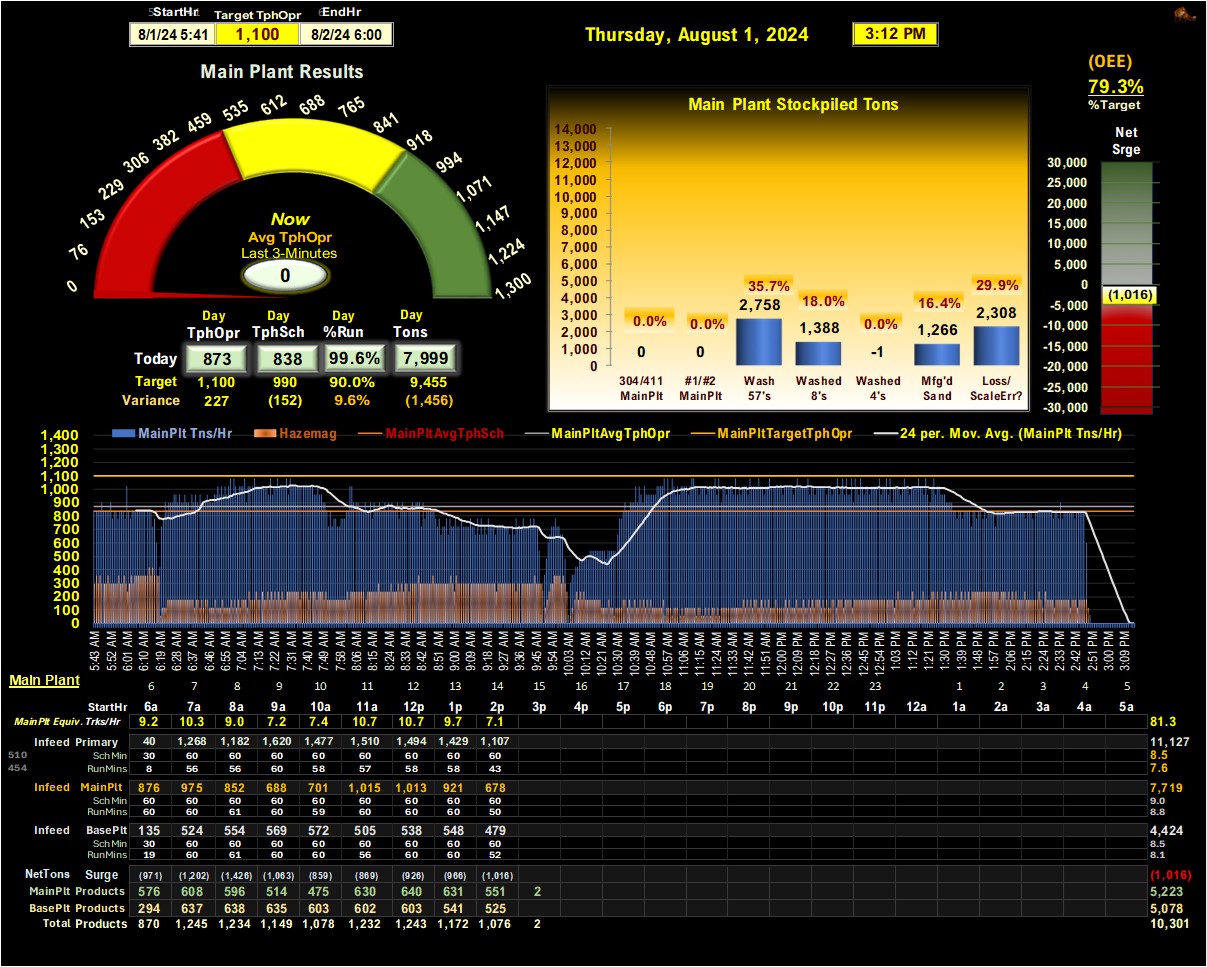 StartHr Target TphOpr EndHr
8/1/24 5:41 1,100 8/2/24 6:00
Thursday, August 1, 2024 3:12 PM
(OEE)
79.3%
%Target
Main Plant Results
0 76 153 229 306 382 459 535 612 688 765 841 918 994 1,071 1,147 1,224 1,300
Now
Avg TphOpr
Last 3-Minutes
0
Day Day Day Day
TphOpr TphSch %Run Tons
Today 873 838 99.6% 7,999
Target 1,100 990 90.0% 9,455
Variance 227 (152) 9.6% (1,456)
Main Plant Stockpiled Tons
14,000
13,000
12,000
11,000
10,000
9,000
8,000
7,000
6,000
5,000
4,000
3,000
2,000
1,000
0
0.0% 0.0% 35.7% 18.0% 0.0% 16.4% 29.9%
0 0 2,758 1,388 -1 1,266 2,308
304/411 #1/#2 Wash Washed Washed Mfg'd Loss/
MainPlt MainPlt 57's 8's 4's Sand ScaleErr?
Net
Srge
30,000
25,000
20,000
15,000
10,000
5,000
0
-5,000
-10,000
-15,000
-20,000
-25,000
-30,000
(1,016)
MainPlt Tns/Hr Hazemag MainPltAvgTphSch MainPltAvgTphOpr MainPltTargetTphOpr 24 per. Mov. Avg. (MainPlt Tns/Hr)
1,400
1,300
1,200
1,100
1,000
900
800
700
600
500
400
300
200
100
0
5:43 AM 5:52 AM 6:01 AM 6:10 AM 6:19 AM 6:28 AM 6:37 AM 6:46 AM 6:55 AM 7:04 AM 7:13 AM 7:22 AM 7:31 AM 7:40 AM 7:49 AM 7:58 AM 8:06 AM 8:15 AM 8:24 AM 8:33 AM 8:42 AM 8:51 AM 9:00 AM 9:09 AM 9:18 AM 9:27 AM 9:36 AM 9:45 AM 9:54 AM 10:03 AM 10:12 AM 10:21 AM 10:30 AM 10:39 AM 10:48 AM 10:57 AM 11:06 AM 11:15 AM 11:24 AM 11:33 AM 11:42 AM 11:51 AM 12:00 PM 12:09 PM 12:18 PM 12:27 PM 12:36 PM 12:45 PM 12:54 PM 1:03 PM 1:12 PM 1:21 PM 1:30 PM 1:39 PM 1:48 PM 1:57 PM 2:06 PM 2:15 PM 2:24 PM 2:33 PM 2:42 PM 2:51 PM 3:00 PM 3:09 PM
Main Plant
6 7 8 9 10 11 12 13 14 15 16 17 18 19 20 21 22 23 1 2 3 4 5
StartHr 6a 7a 8a 9a 10a 11a 12p 1p 2p 3p 4p 5p 6p 7p 8p 9p 10p 11p 12a 1a 2a 3a 4a 5a
MainPlt Equiv. Trks/Hr 9.2 10.3 9.0 7.2 7.4 10.7 10.7 9.7 7.1 81.3
Infeed Primary 40 1,268 1,182 1,620 1,477 1,510 1,494 1,429 1,107 11,127
510 SchMin 30 60 60 60 60 60 60 60 60 8.5
454 RunMins 8 56 56 60 58 57 58 58 43 7.6
Infeed MainPlt 876 975 852 688 701 1,015 1,013 921 678 7,719
SchMin 60 60 60 60 60 60 60 60 60 9.0
RunMins 60 60 61 60 59 60 60 60 50 8.8
Infeed BasePlt 135 524 554 569 572 505 538 548 479 4,424
SchMin 30 60 60 60 60 60 60 60 60 8.5
RunMins 19 60 61 60 60 56 60 60 52 8.1
NetTons Surge (971) (1,202) (1,426) (1,063) (859) (869) (926) (966) (1,016) (1,016)
MainPlt Products 576 608 596 514 475 630 640 631 551 2 5,223
BasePlt Products 294 637 638 635 603 602 603 541 525 5,078
Total Products 870 1,245 1,234 1,149 1,078 1,232 1,243 1,172 1,076 2 10,301